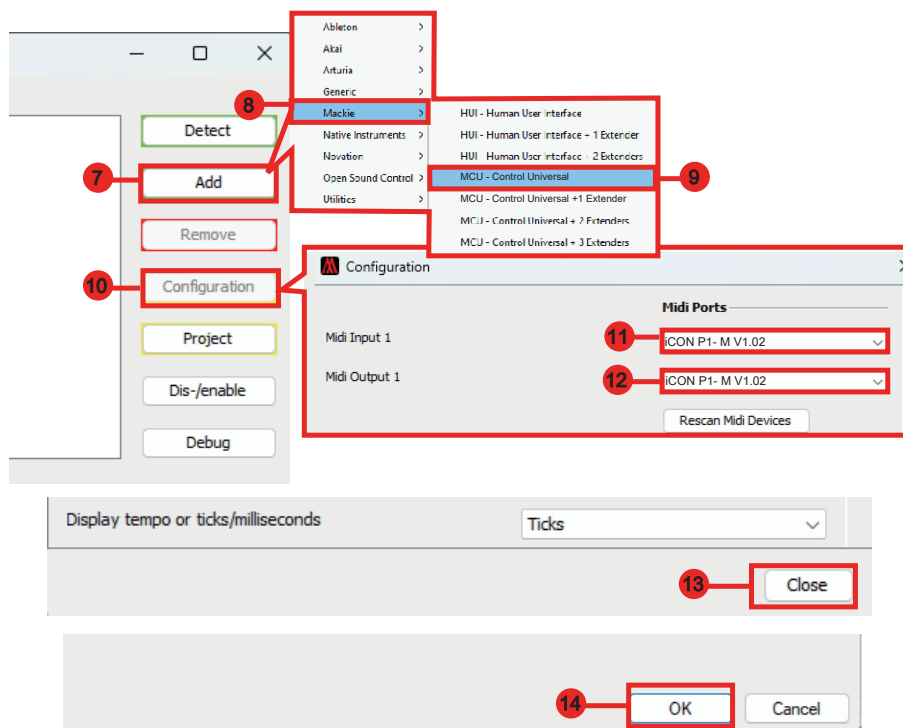 Ableton >
Akai >
Arturia >
Generic >
8
Mackie >
Native Instruments >
Novation >
Open Sound Control >
Utilities >
HUI - Human User Interface
HUI - Human User Interface + 1 Extender
HUI - Human User Interface + 2 Extenders
MCU - Control Universal
9
MCU - Control Universal +1 Extender
MCU - Control Universal + 2 Extenders
MCU - Control Universal + 3 Extenders
Detect
7
Add
Remove
10
Configuration
Project
Dis-/enable
Debug
Configuration
Midi Ports
Midi Input 1
11
iCON P1- M V1.02
Midi Output 1
12
iCON P1- M V1.02
Rescan Midi Devices
Display tempo or ticks/milliseconds
Ticks
13
Close
14
OK
Cancel